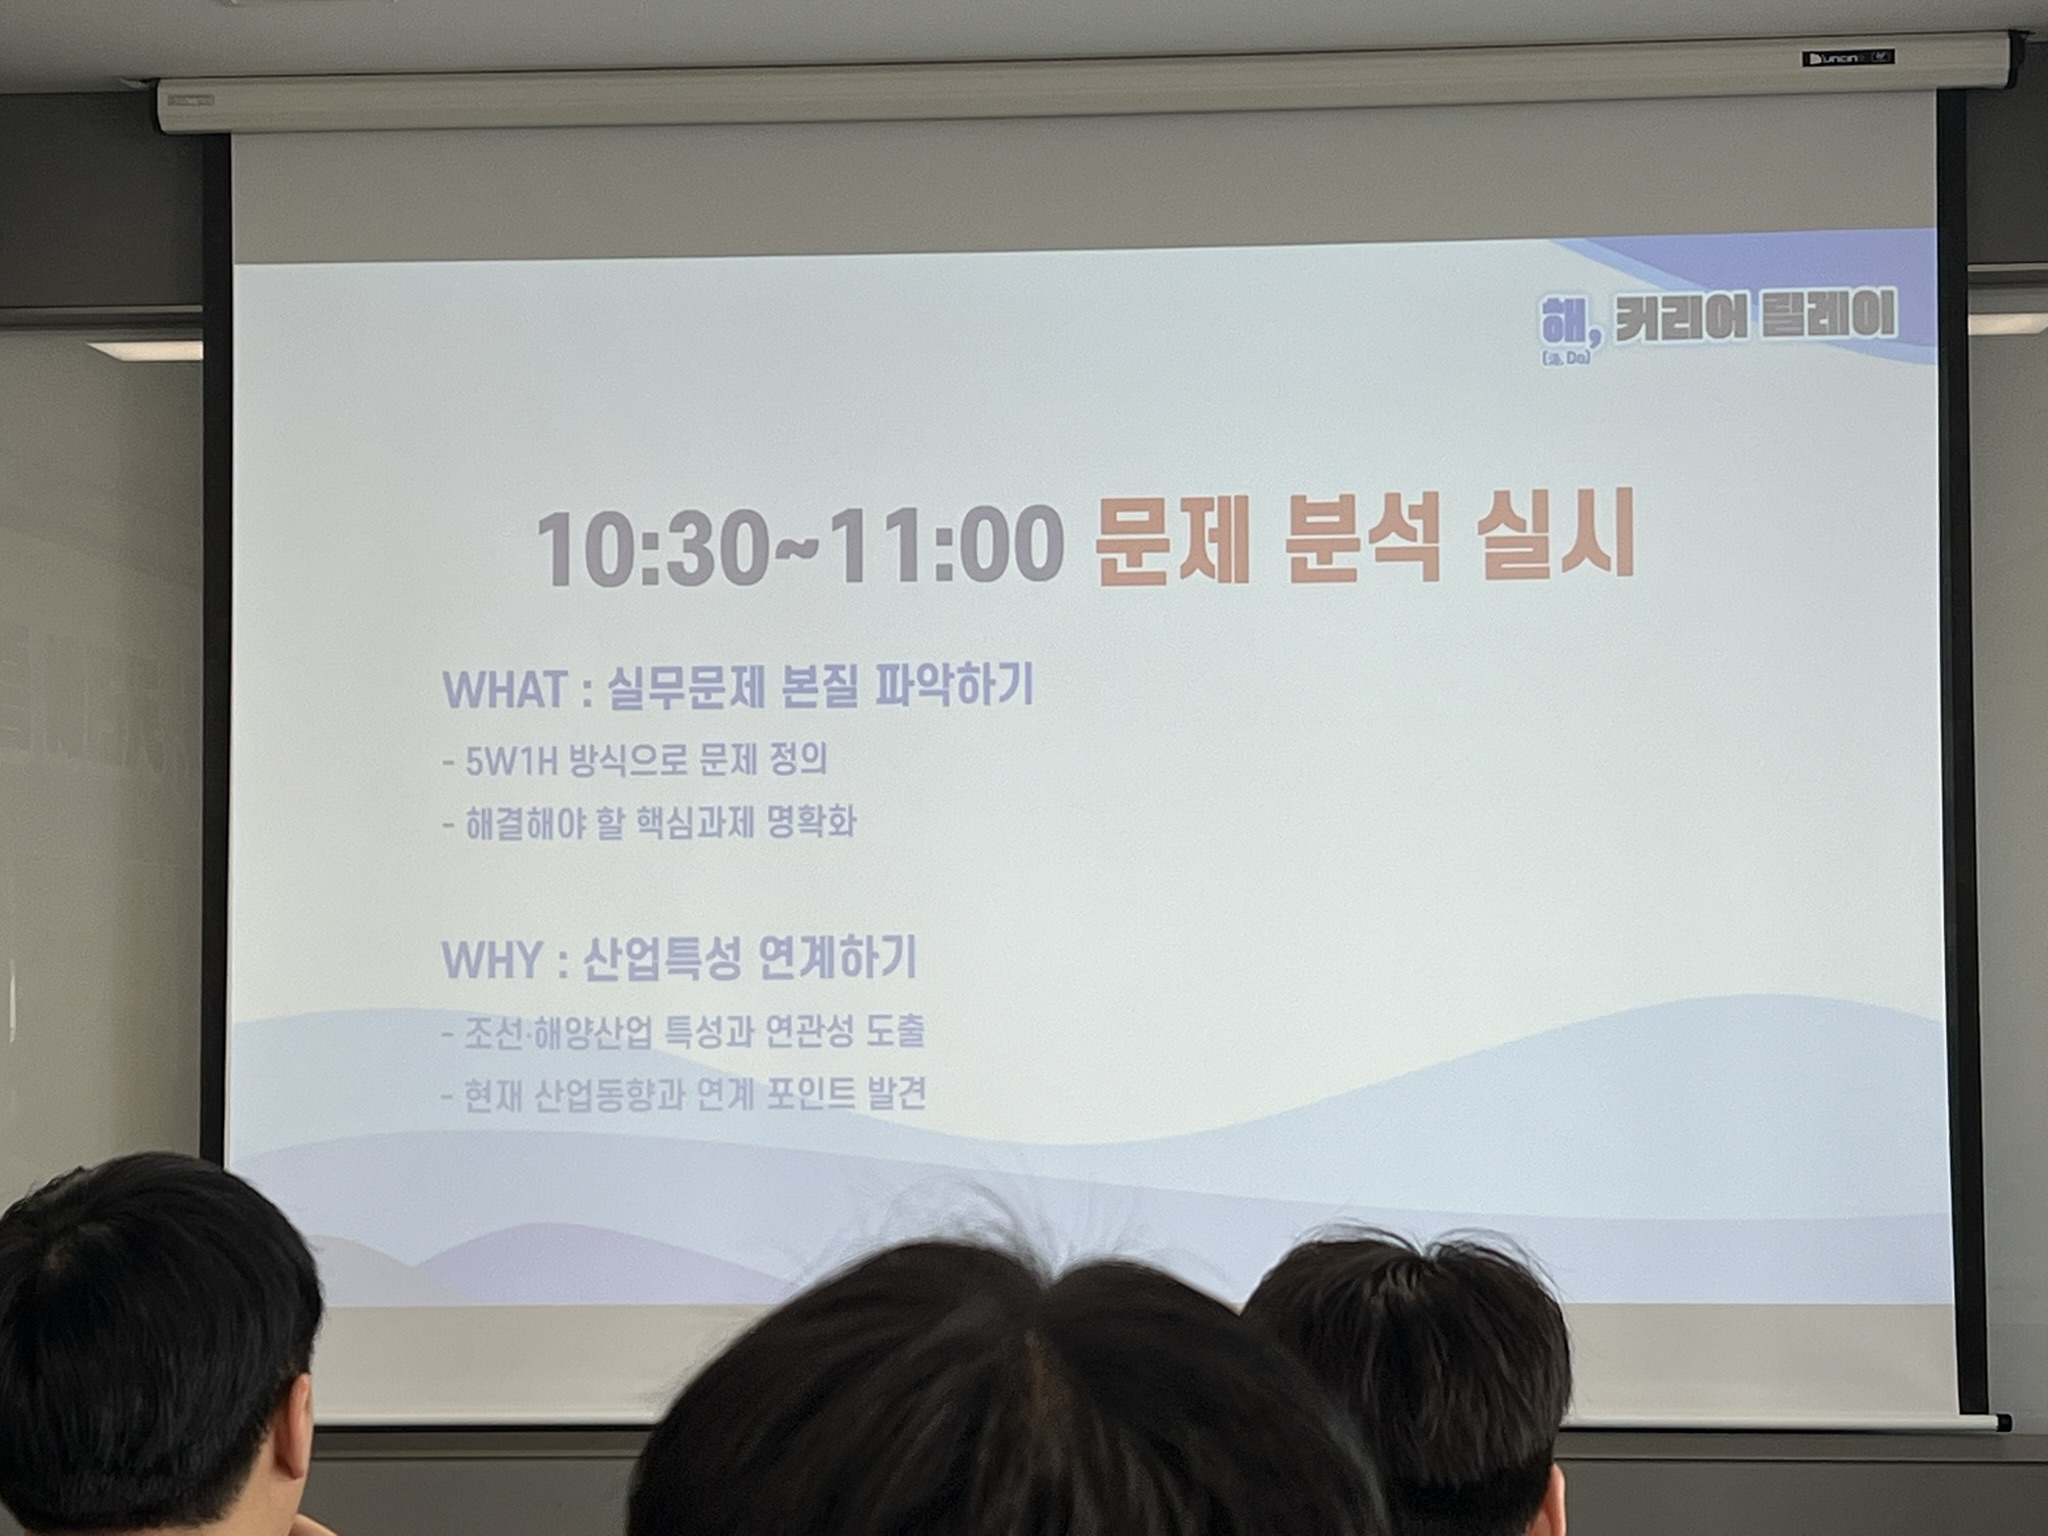 해, 커리어 릴레이
10:30~11:00 문제 분석 실시
WHAT : 실무문제 본질 파악하기
- 5W1H 방식으로 문제 정의
- 해결해야 할 핵심과제 명확화
WHY : 산업특성 연계하기
- 조선·해양산업 특성과 연관성 도출
- 현재 산업동향과 연계 포인트 발견